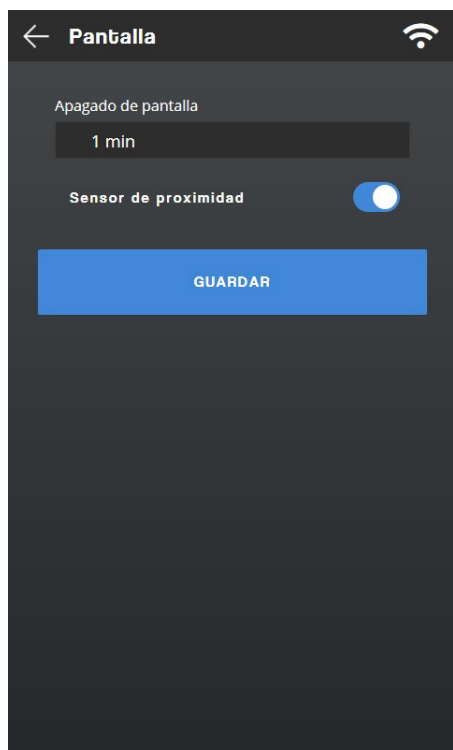 Pantalla
Apagado de pantalla
1 min
Sensor de proximidad
GUARDAR